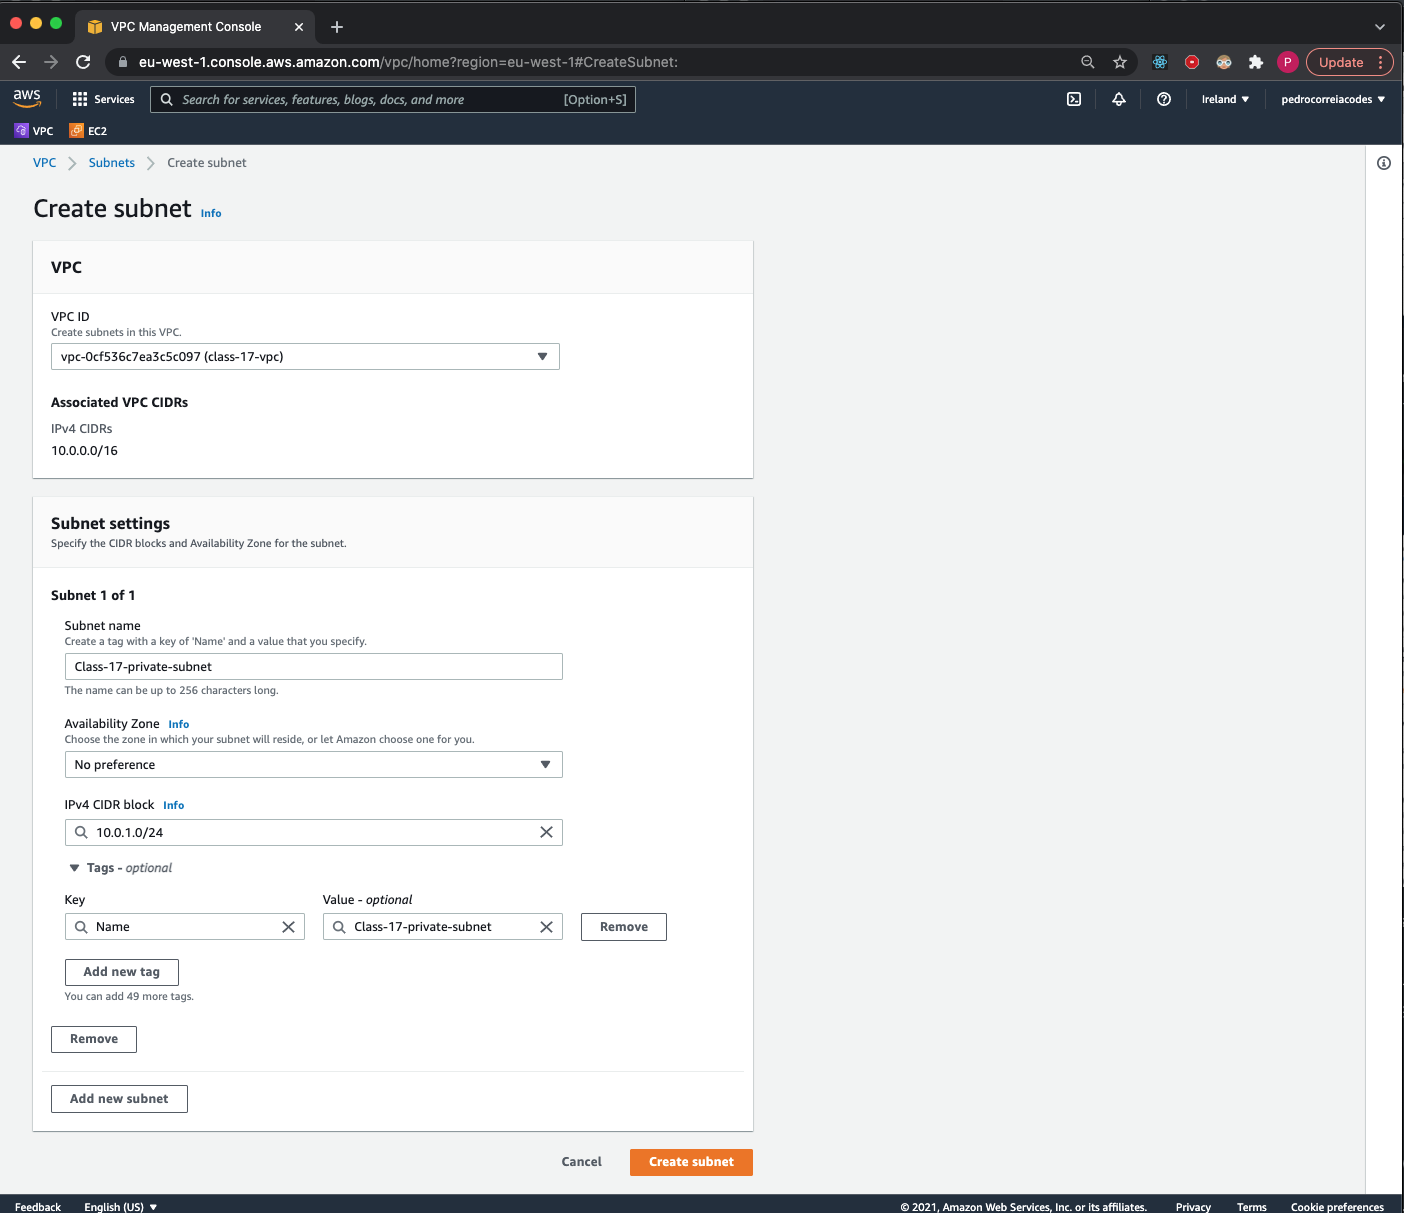 VPC Management Console
eu-west-1.console.aws.amazon.com/vpc/home?region=eu-west-1#CreateSubnet:
P
Update
aws
Services
Search for services, features, blogs, docs, and more
[Option+S]
Ireland ▼
pedrocorreiacodes ▼
VPC
EC2
VPC
Subnets
Create subnet
Create subnet Info
VPC
VPC ID
Create subnets in this VPC.
vpc-0cf536c7ea3c5c097 (class-17-vpc)
Associated VPC CIDRs
IPv4 CIDRs
10.0.0.0/16
Subnet settings
Specify the CIDR blocks and Availability Zone for the subnet.
Subnet 1 of 1
Subnet name
Create a tag with a key of 'Name' and a value that you specify.
Class-17-private-subnet
The name can be up to 256 characters long.
Availability Zone Info
Choose the zone in which your subnet will reside, or let Amazon choose one for you.
No preference
IPv4 CIDR block Info
10.0.1.0/24
Tags - optional
Key
Value - optional
Name
Class-17-private-subnet
Remove
Add new tag
You can add 49 more tags.
Remove
Add new subnet
Cancel
Create subnet
Feedback
English (US) ▼
© 2021, Amazon Web Services, Inc. or its affiliates.
Privacy
Terms
Cookie preferences